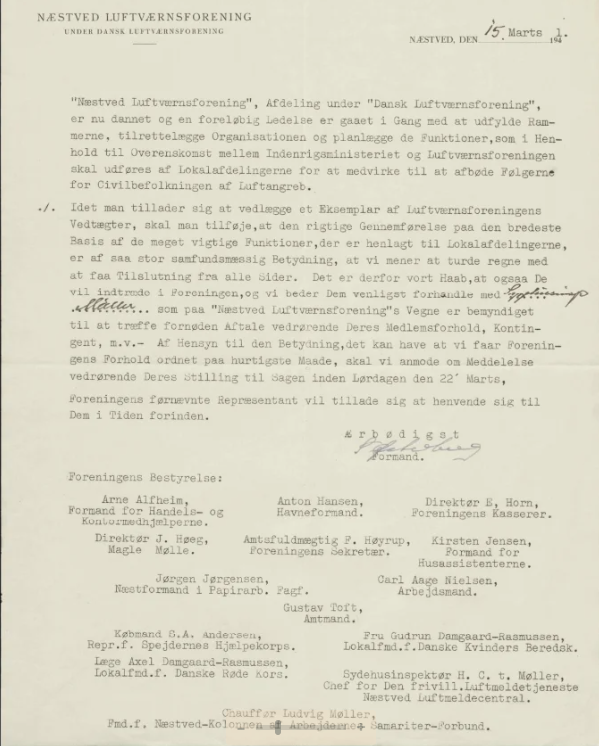 NÆSTVED LUFTVÆRNSFORENING
UNDER DANSK LUFTVÆRNSFORENING
NÆSTVED, DEN 15. Marts 1941.
"Næstved Luftværnsforening", Afdeling under "Dansk Luftværnsforening",
er nu dannet og en foreløbig Ledelse er gaaet i Gang med at udfylde Ram-
merne, tilrettelægge Organisationen og planlægge de Funktioner,som i Hen-
hold til Overenskomst mellem Indenrigsministeriet og Luftværnsforeningen
skal udføres af Lokalafdelingerne for at medvirke til at afbøde Følgerne
for Civilbefolkningen af Luftangreb.
./. Idet man tillader sig at vedlægge et Eksemplar af Luftværnsforeningens
Vedtægter, skal man tilføje,at den rigtige Gennemførelse paa den bredeste
Basis af de meget vigtige Funktioner,der er henlagt til Lokalafdelingerne,
er af saa stor samfundsmæssig Betydning, at vi mener at turde regne med
at faa Tilslutning fra alle Sider. Det er derfor vort Haab,at ogsaa De
vil indtræde i Foreningen,og vi beder Dem venligst forhandle med
Møller som paa "Næstved Luftværnsforening"s Vegne er bemyndiget
til at træffe fornøden Aftale vedrørende Deres Medlemsforhold, Kontin-
gent, m.v.- Af Hensyn til den Betydning,det kan have at vi faar Forenin-
gens Forhold ordnet paa hurtigste Maade, skal vi anmode om Meddelelse
vedrørende Deres Stilling til Sagen inden Lørdagen den 22' Marts,
Foreningens førnævnte Repræsentant vil tillade sig at henvende sig til
Dem i Tiden forinden.
Ærbødigst
Formand.
Foreningens Bestyrelse:
Arne Alfheim, Anton Hansen, Direktør E, Horn,
Formand for Handels- og Havneformand. Foreningens Kasserer.
Kontormedhjælperne.
Direktør J. Høeg, Amtsfuldmægtig F. Høyrup, Kirsten Jensen,
Magle Mølle. Foreningens Sekretær. Formand for
Husassistenterne.
Jørgen Jørgensen, Carl Aage Nielsen,
Næstformand i Papirarb. Fagf. Arbejdsmand.
Gustav Toft,
Amtmand.
Købmand S.A. Andersen, Fru Gudrun Damgaard-Rasmussen,
Repr.f. Spejdernes Hjælpekorps. Lokalfmd.f.Danske Kvinders Beredsk.
Læge Axel Damgaard-Rasmussen,
Lokalfmd.f. Danske Røde Kors. Sydehusinspektør H. C. t. Møller,
Chef for Den frivill.Luftmeldetjeneste
Næstved Luftmeldecentral.
Chauffør Ludvig Møller,
Fmd.f. Næstved-Kolonnen af Arbejdernes Samariter-Forbund.